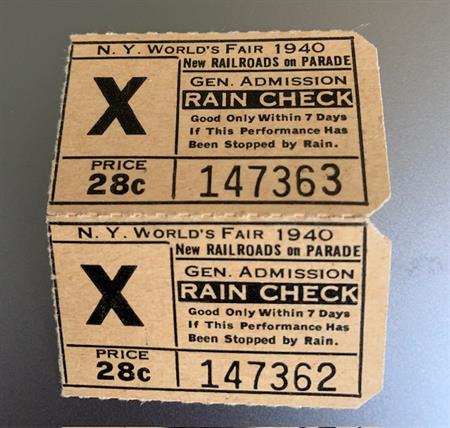 N. Y. WORLD'S FAIR 1940
New RAILROADS on PARADE
X
GEN. ADMISSION
RAIN CHECK
Good Only Within 7 Days
If This Performance Has
Been Stopped by Rain.
PRICE
28c
147363
N. Y. WORLD'S FAIR 1940
New RAILROADS on PARADE
X
GEN. ADMISSION
RAIN CHECK
Good Only Within 7 Days
If This Performance Has
Been Stopped by Rain.
PRICE
28c
147362